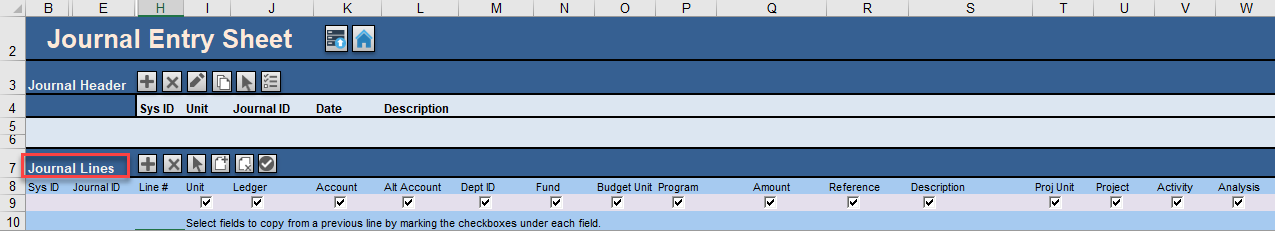 B E H I J K L M N O P Q R S T U V W
2 Journal Entry Sheet
3 Journal Header
4 Sys ID Unit Journal ID Date Description
5
6
7 Journal Lines
8 Sys ID Journal ID Line # Unit Ledger Account Alt Account Dept ID Fund Budget Unit Program Amount Reference Description Proj Unit Project Activity Analysis
9
10 Select fields to copy from a previous line by marking the checkboxes under each field.